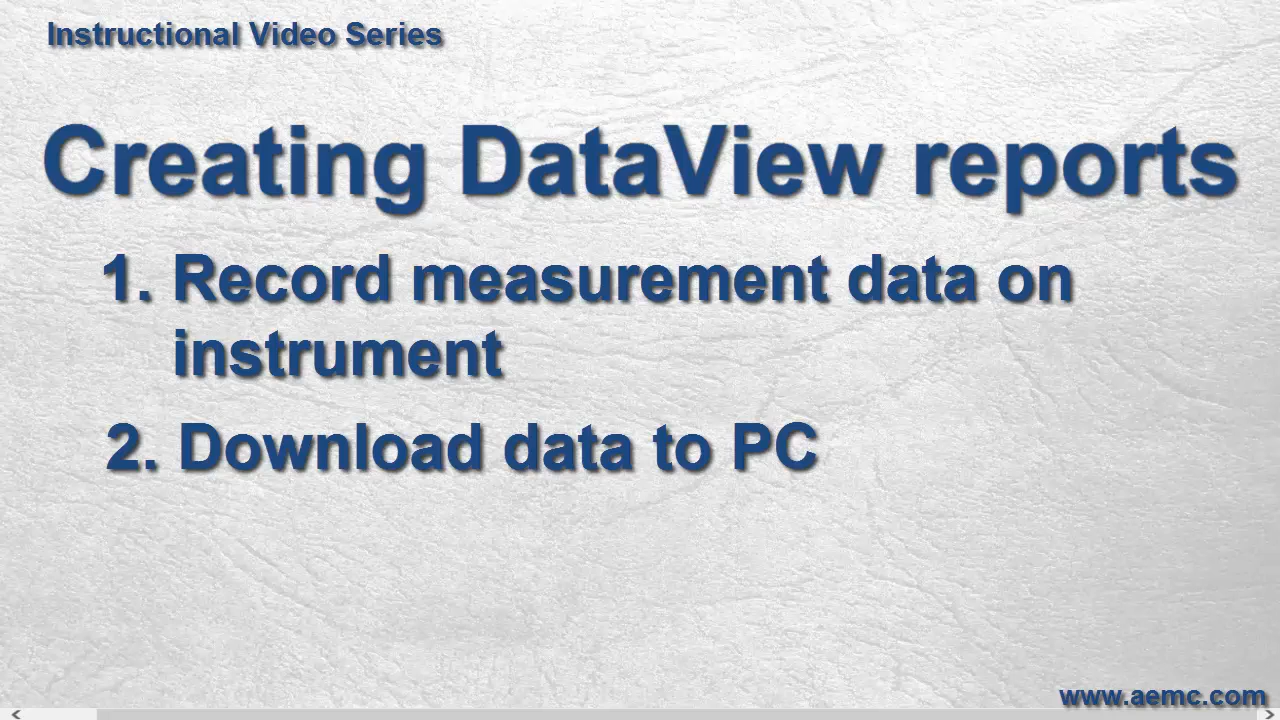 Instructional Video Series
Creating DataView reports
1. Record measurement data on
instrument
2. Download data to PC
www.aemc.com